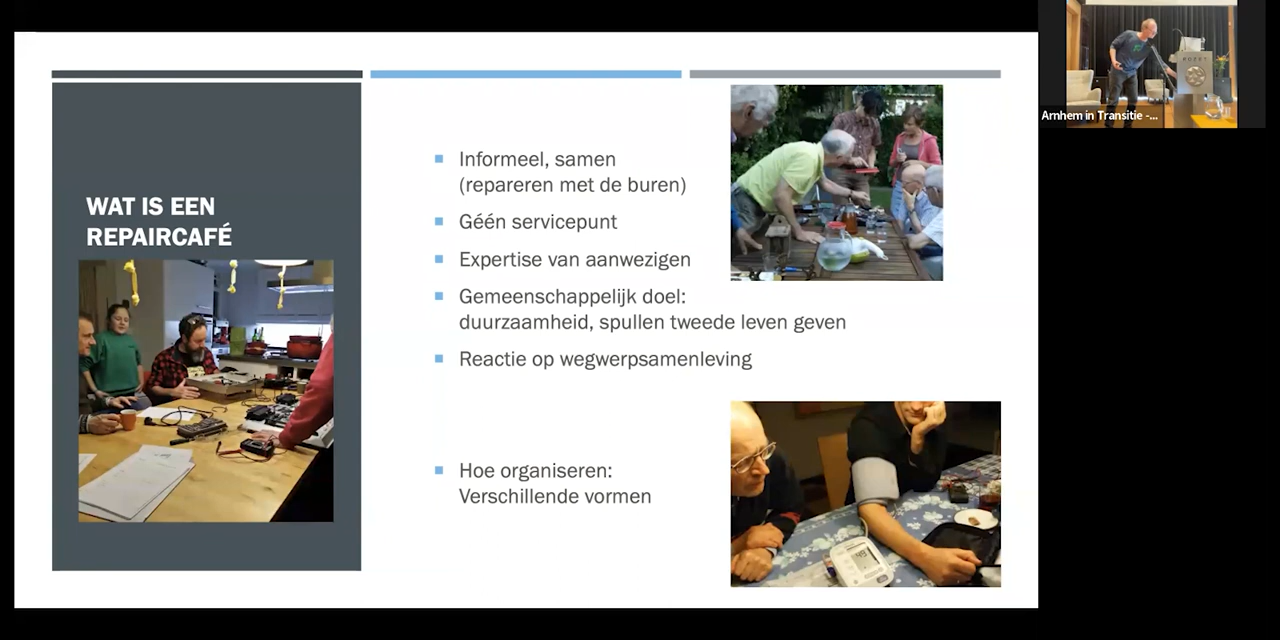 WAT IS EEN
REPAIRCAFÉ
Informeel, samen
(repareren met de buren)
Géén servicepunt
Expertise van aanwezigen
Gemeenschappelijk doel:
duurzaamheid, spullen tweede leven geven
Reactie op wegwerpsamenleving
Hoe organiseren:
Verschillende vormen
Arnhem in Transitie -...
ROZET